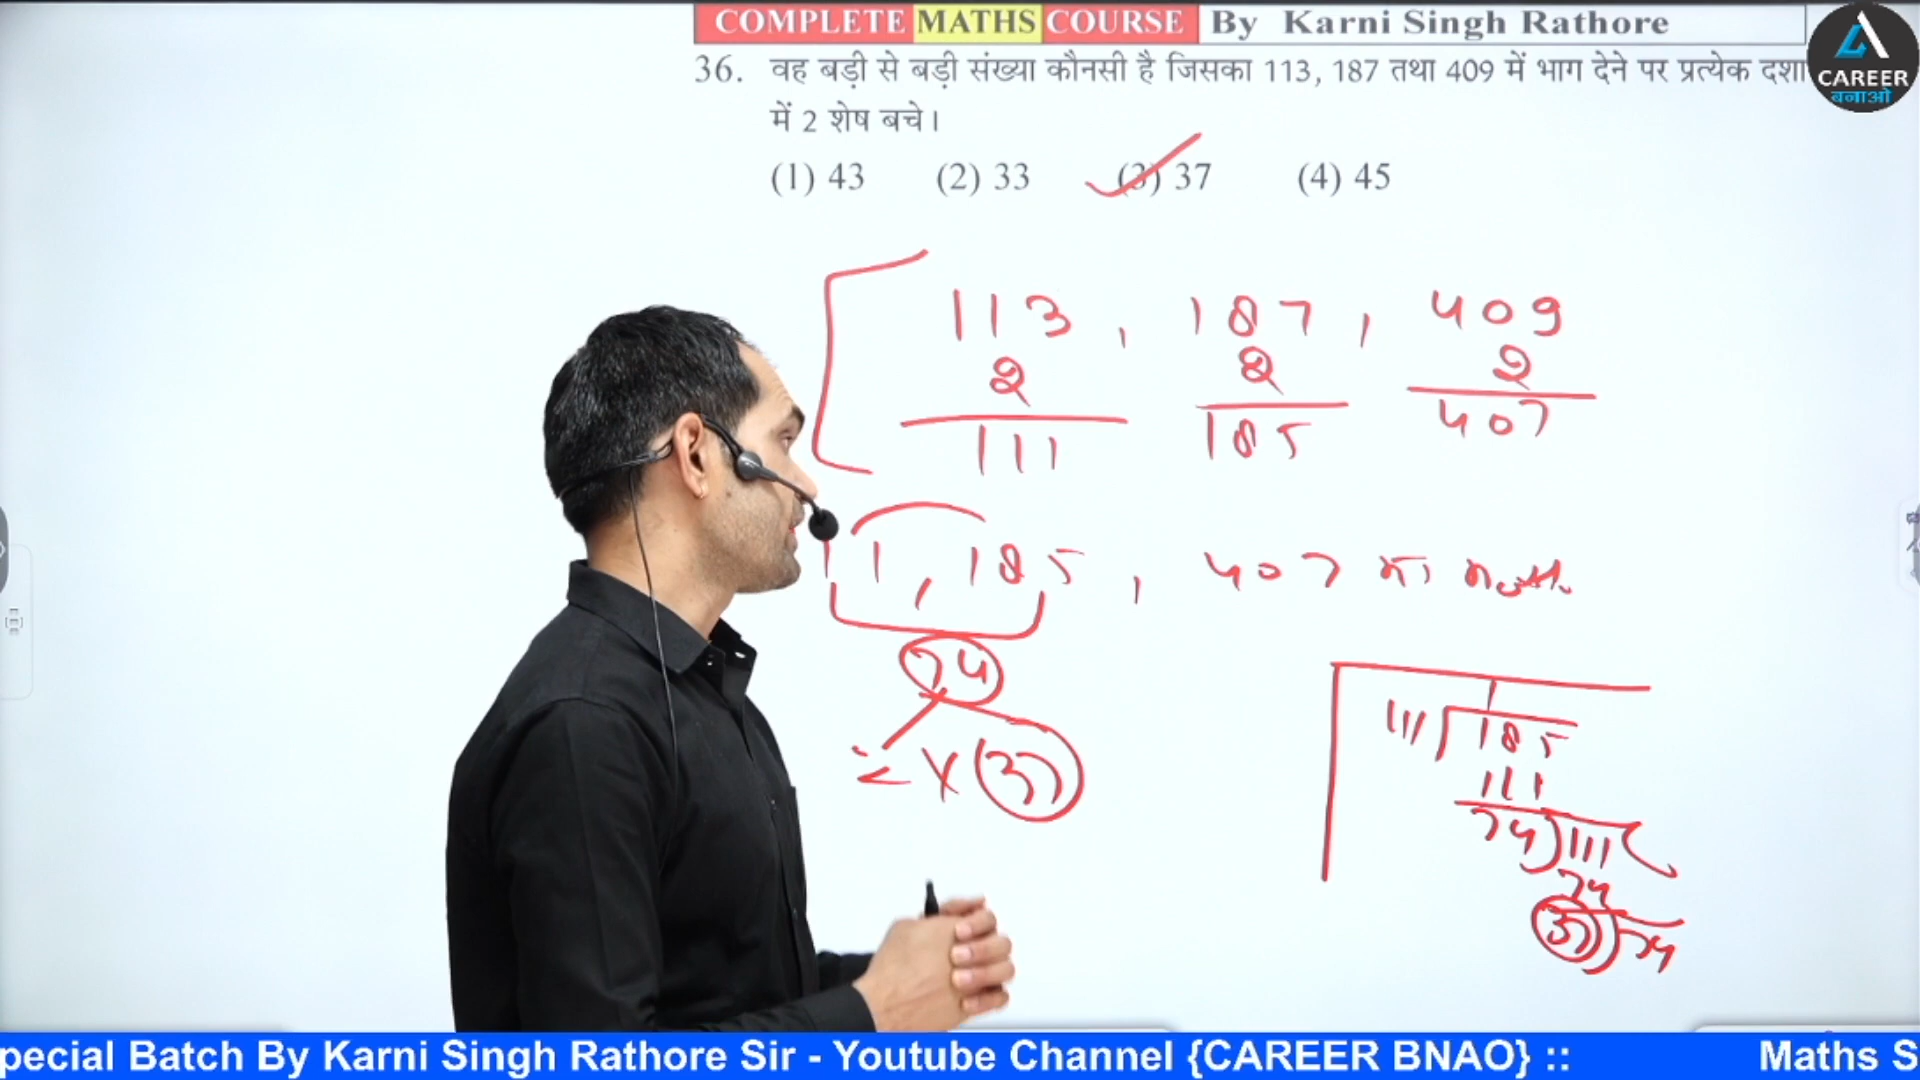 COMPLETE MATHS COURSE By Karni Singh Rathore
CAREER
बनाओ
36. वह बड़ी से बड़ी संख्या कौनसी है जिसका 113, 187 तथा 409 में भाग देने पर प्रत्येक दशा
में 2 शेष बचे।
(1) 43 (2) 33 (3) 37 (4) 45
113, 187, 409
2 2 2
111 185 407
11, 185, 407 का
74
37
1
111 185
111
74 111
74
37 74
pecial Batch By Karni Singh Rathore Sir - Youtube Channel {CAREER BNAO} :: Maths S